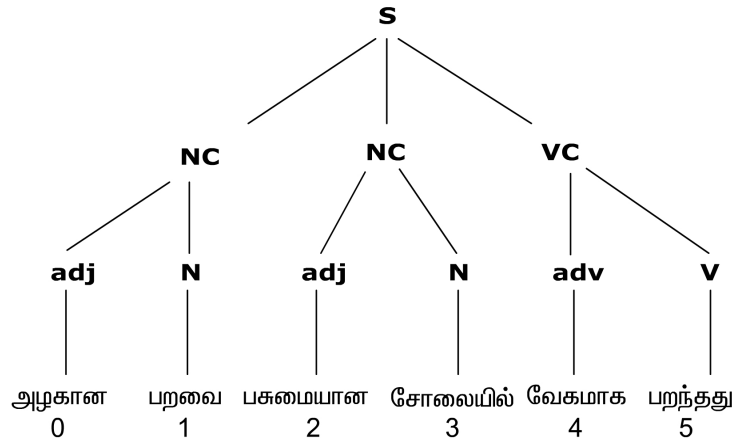 S
NC NC VC
adj N adj N adv V
அழகான பறவை பசுமையான சோலையில் வேகமாக பறந்தது
0 1 2 3 4 5